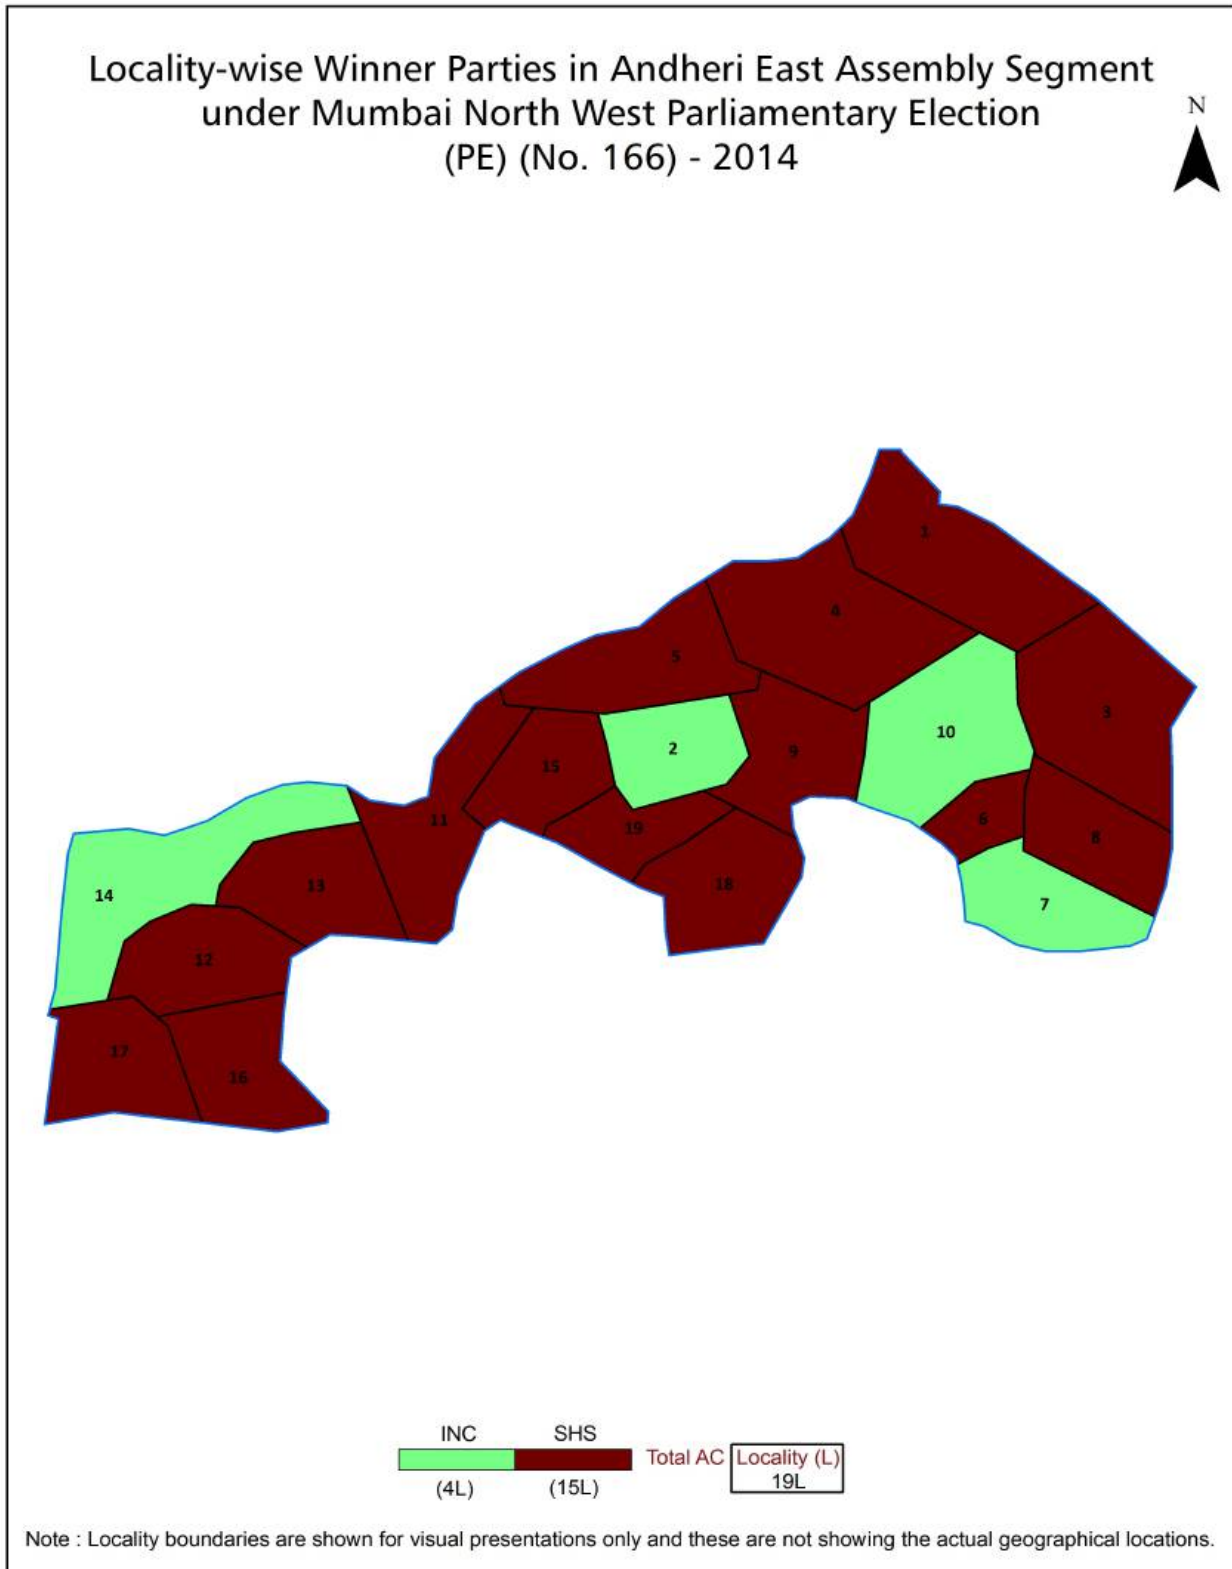 Locality-wise Winner Parties in Andheri East Assembly Segment
under Mumbai North West Parliamentary Election
(PE) (No. 166) - 2014
N
1
4
5
3
10
2
9
15
6
8
11
19
13
18
14
7
12
17
16
INC SHS
Total AC Locality (L)
19L
(4L) (15L)
Note : Locality boundaries are shown for visual presentations only and these are not showing the actual geographical locations.